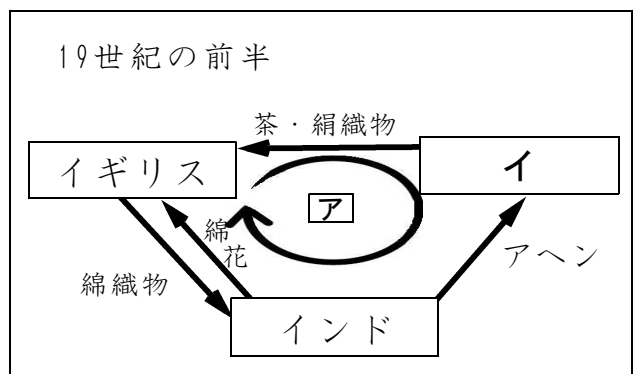 19世紀の前半
茶・絹織物
イギリス
イ
ア
綿花
アヘン
綿織物
インド